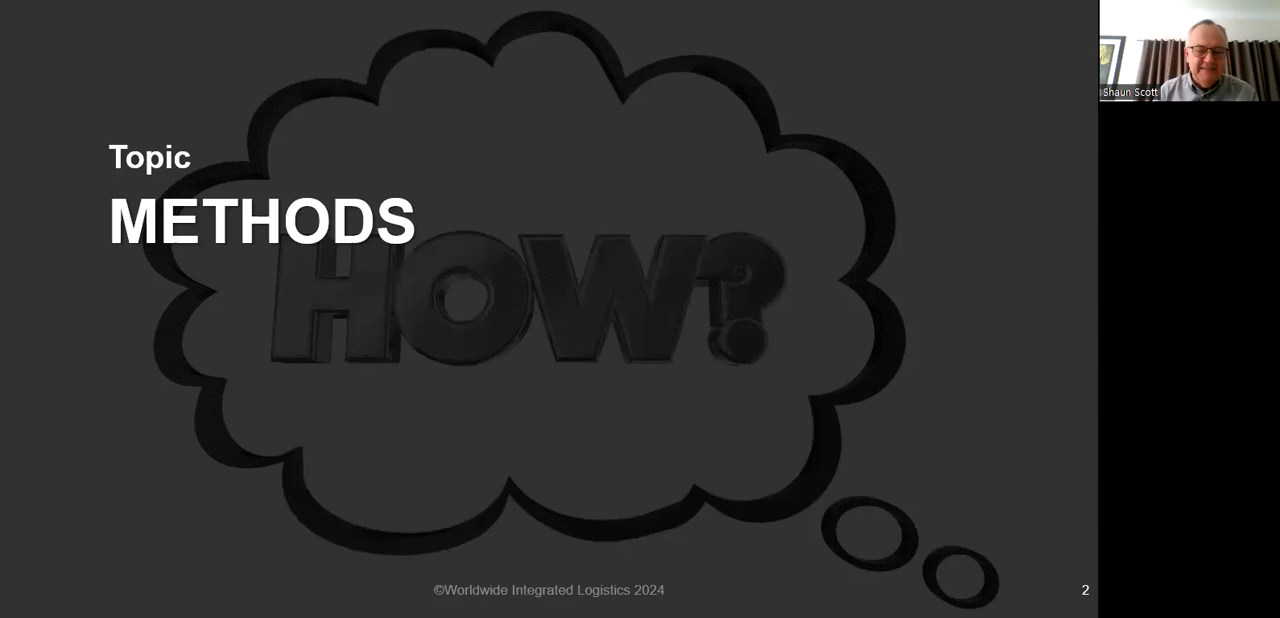 Topic
METHODS
HOW?
©Worldwide Integrated Logistics 2024
2
Shaun Scott